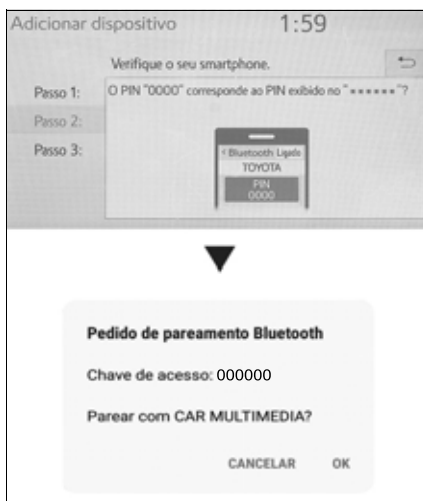 Adicionar dispositivo 1:59
Verifique o seu smartphone.
Passo 1:
O PIN "0000" corresponde ao PIN exibido no "******"?
Passo 2:
Passo 3:
< Bluetooth Ligado
TOYOTA
PIN
0000
Pedido de pareamento Bluetooth
Chave de acesso: 000000
Parear com CAR MULTIMEDIA?
CANCELAR OK